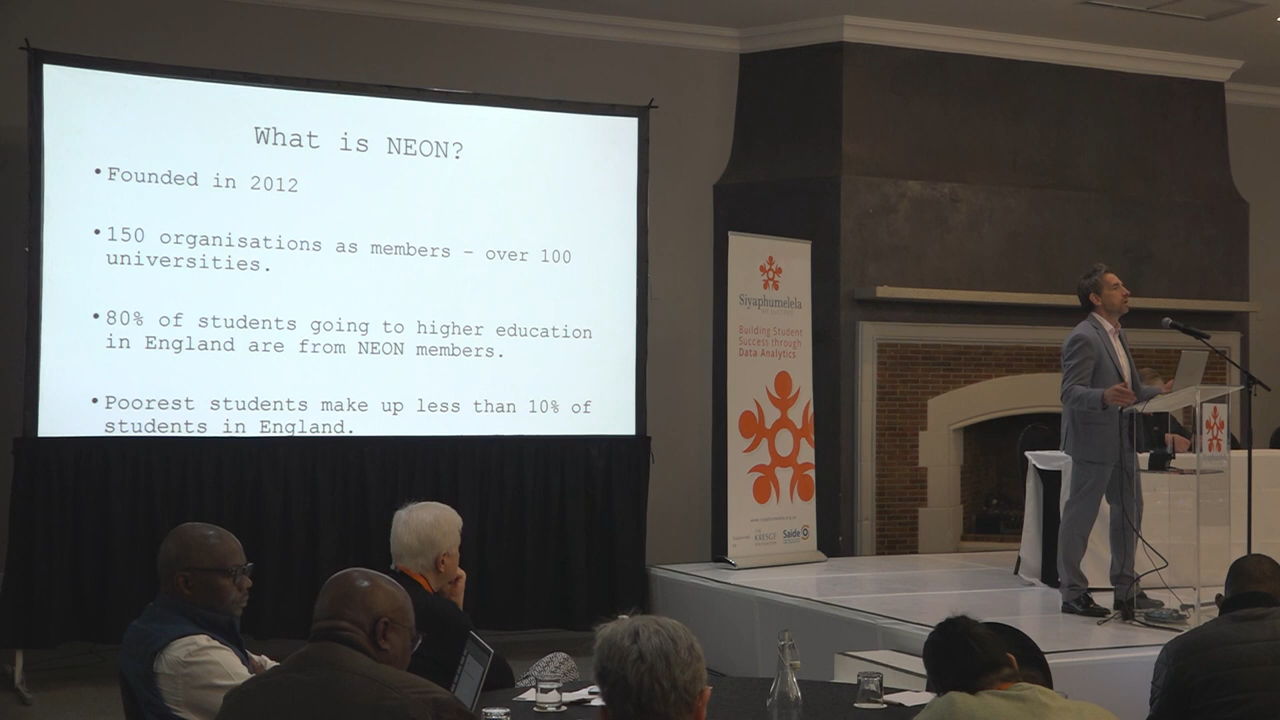 What is NEON?
•Founded in 2012
•150 organisations as members – over 100
universities.
•80% of students going to higher education
in England are from NEON members.
•Poorest students make up less than 10% of
students in England.
Siyaphumelela
Building Student
Success through
Data Analytics
KRESGE
Saide